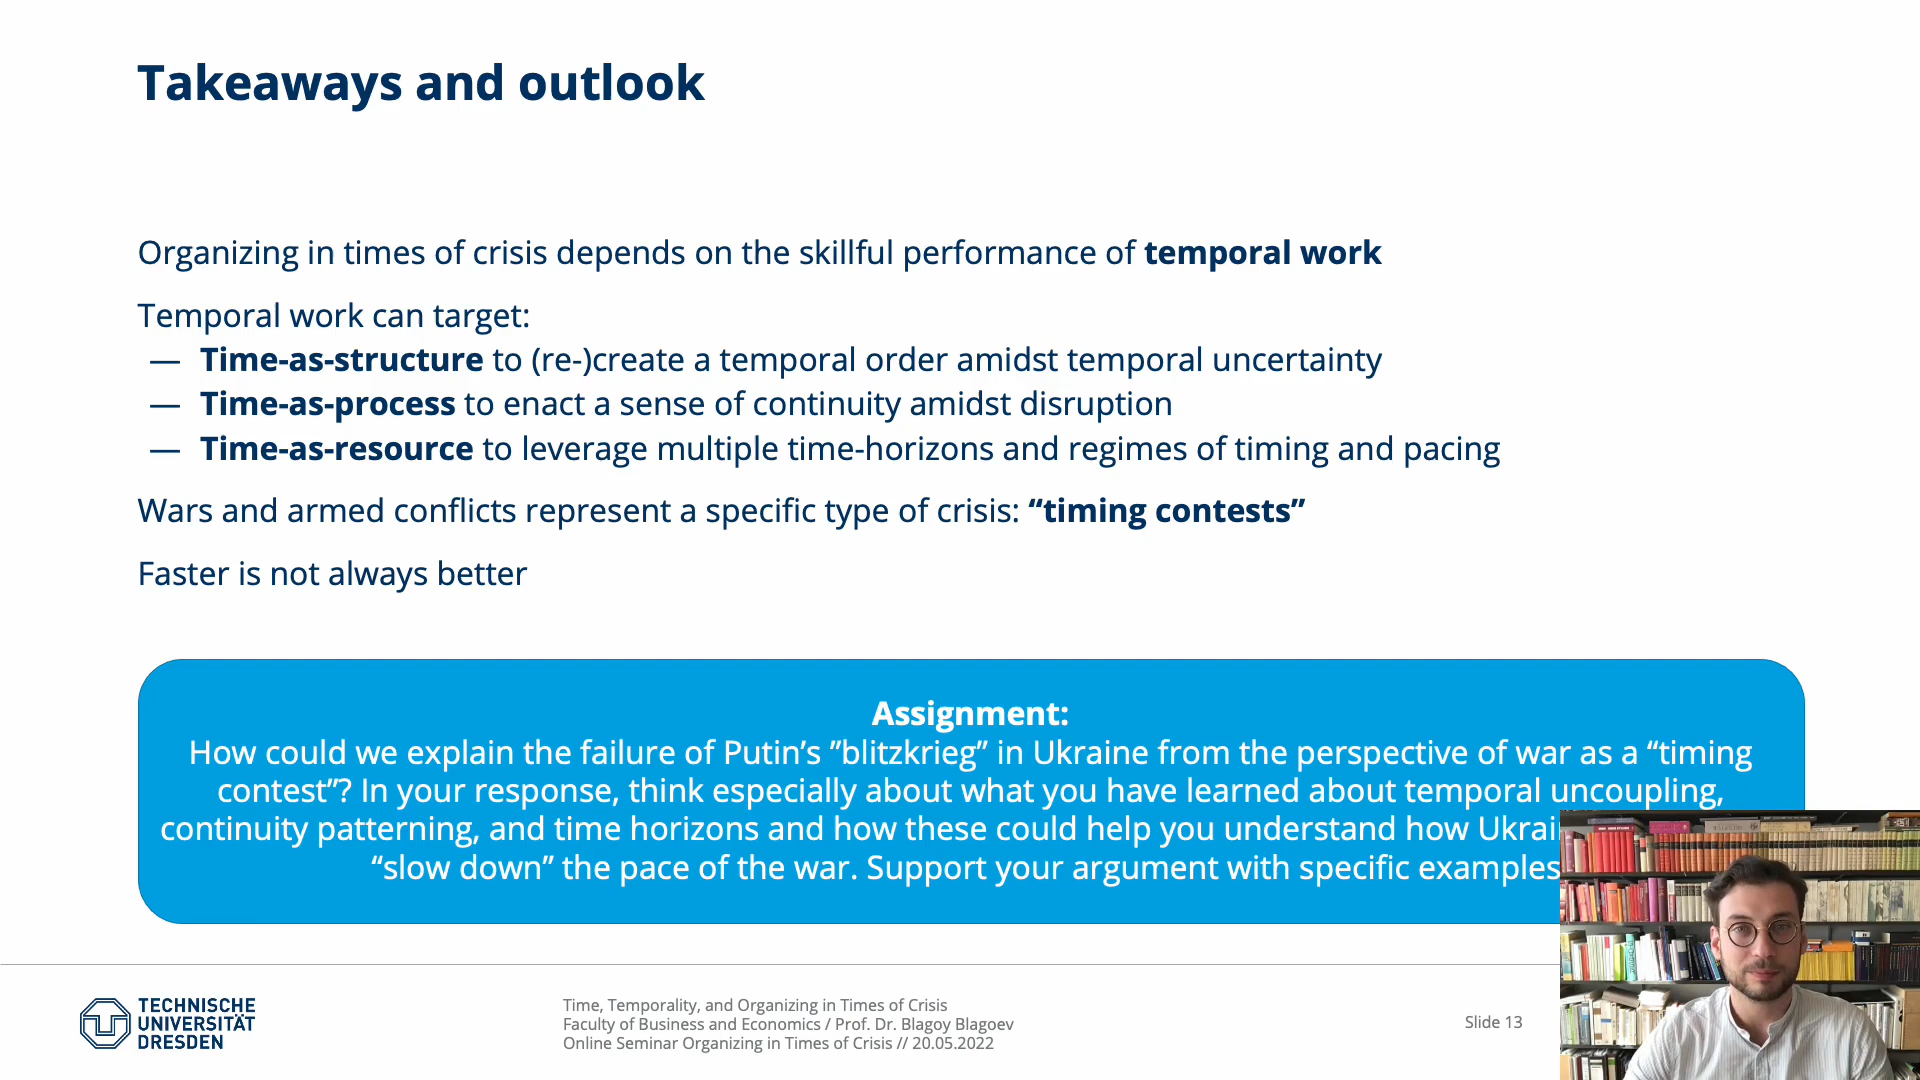 Takeaways and outlook
Organizing in times of crisis depends on the skillful performance of temporal work
Temporal work can target:
— Time-as-structure to (re-)create a temporal order amidst temporal uncertainty
— Time-as-process to enact a sense of continuity amidst disruption
— Time-as-resource to leverage multiple time-horizons and regimes of timing and pacing
Wars and armed conflicts represent a specific type of crisis: “timing contests”
Faster is not always better
Assignment:
How could we explain the failure of Putin’s ”blitzkrieg” in Ukraine from the perspective of war as a “timing
contest”? In your response, think especially about what you have learned about temporal uncoupling,
continuity patterning, and time horizons and how these could help you understand how
“slow down” the pace of the war. Support your argument with specific examples
TECHNISCHE
UNIVERSITÄT
DRESDEN
Time, Temporality, and Organizing in Times of Crisis
Faculty of Business and Economics / Prof. Dr. Blagoy Blagoev
Online Seminar Organizing in Times of Crisis // 20.05.2022
Slide 13